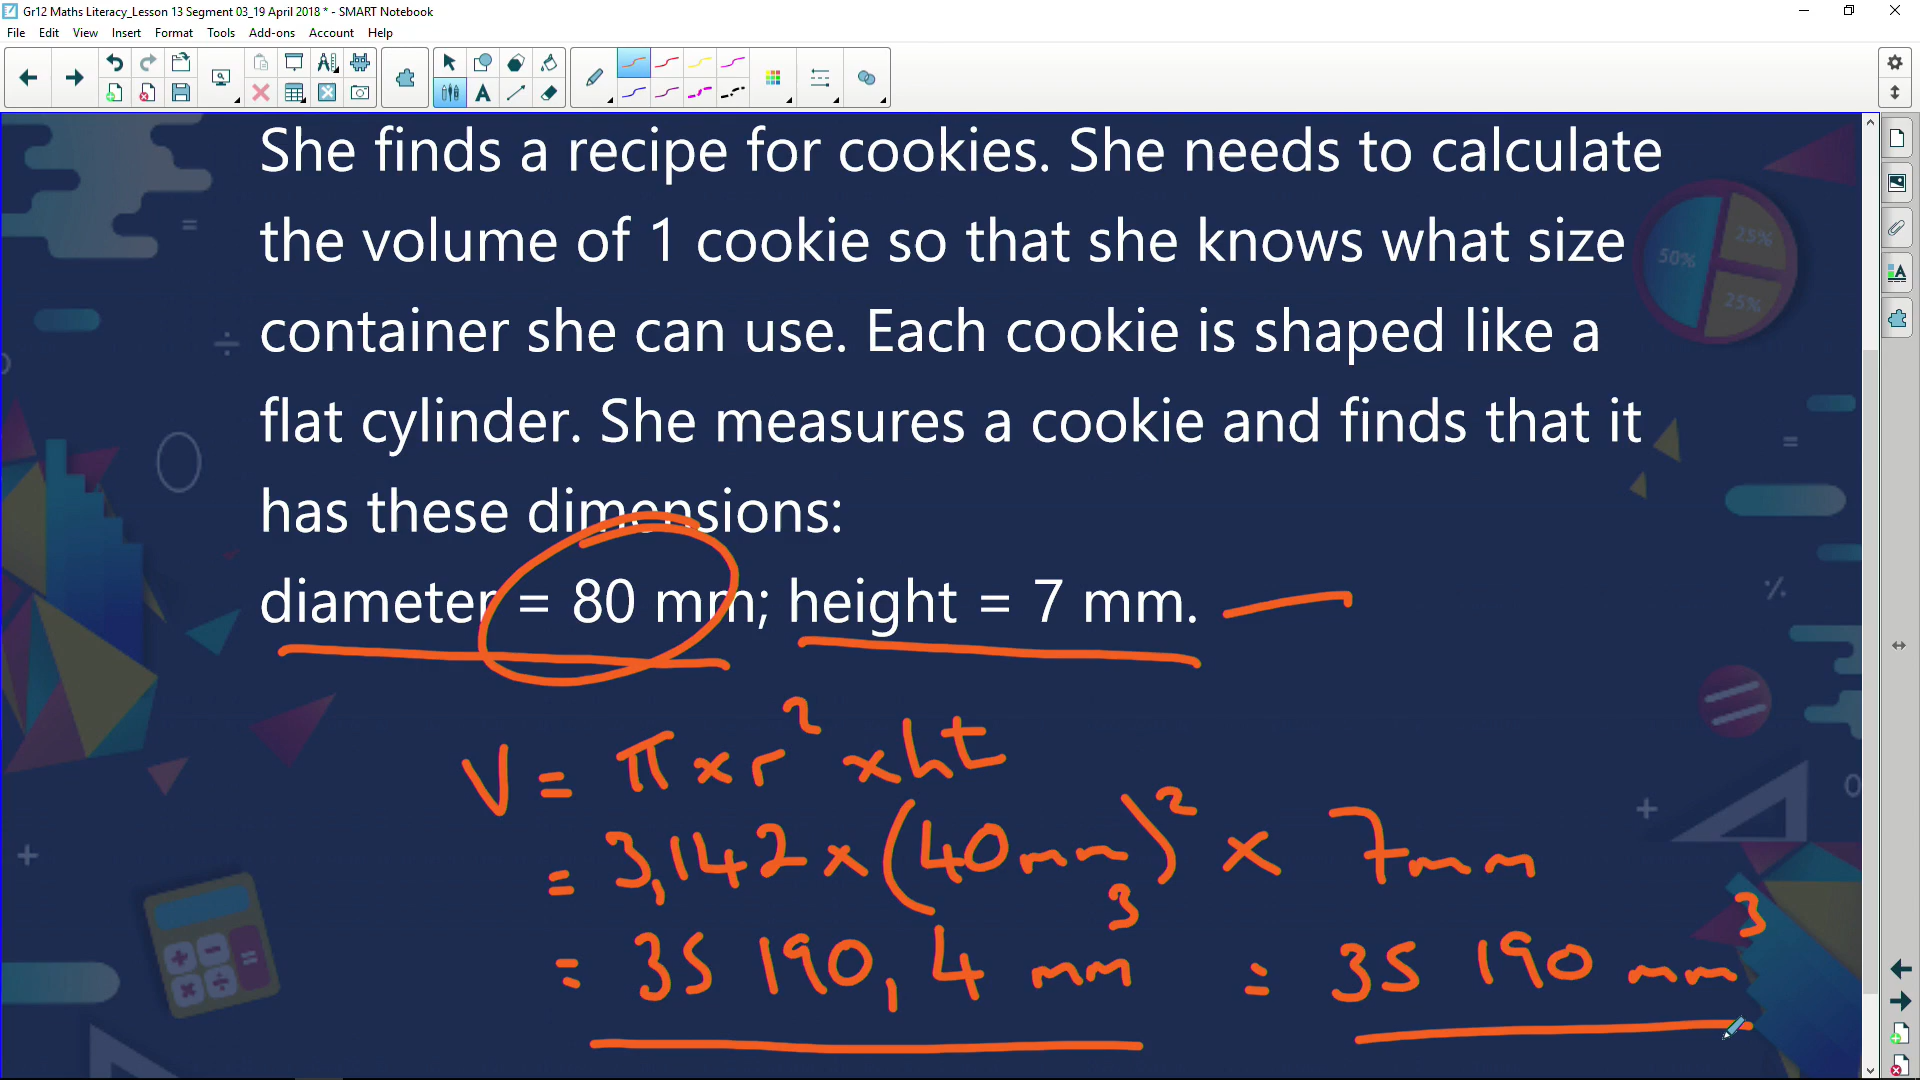 Gr12 Maths Literacy_Lesson 13 Segment 03_19 April 2018 * - SMART Notebook
File Edit View Insert Format Tools Add-ons Account Help
She finds a recipe for cookies. She needs to calculate
the volume of 1 cookie so that she knows what size
container she can use. Each cookie is shaped like a
flat cylinder. She measures a cookie and finds that it
has these dimensions:
diameter = 80 mm; height = 7 mm.
V = π × r² × ht
= 3,142 × (40mm)² × 7mm
= 35 190,4 mm³ = 35 190 mm³
50% 25%
25%